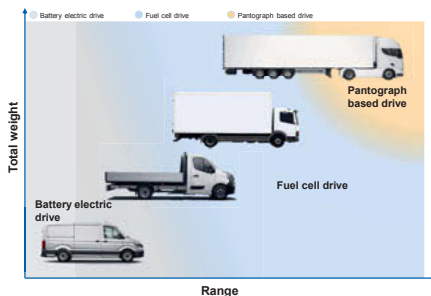 Battery electric drive
Fuel cell drive
Pantograph based drive
Pantograph
based drive
Total weight
Fuel cell drive
Battery electric
drive
Range